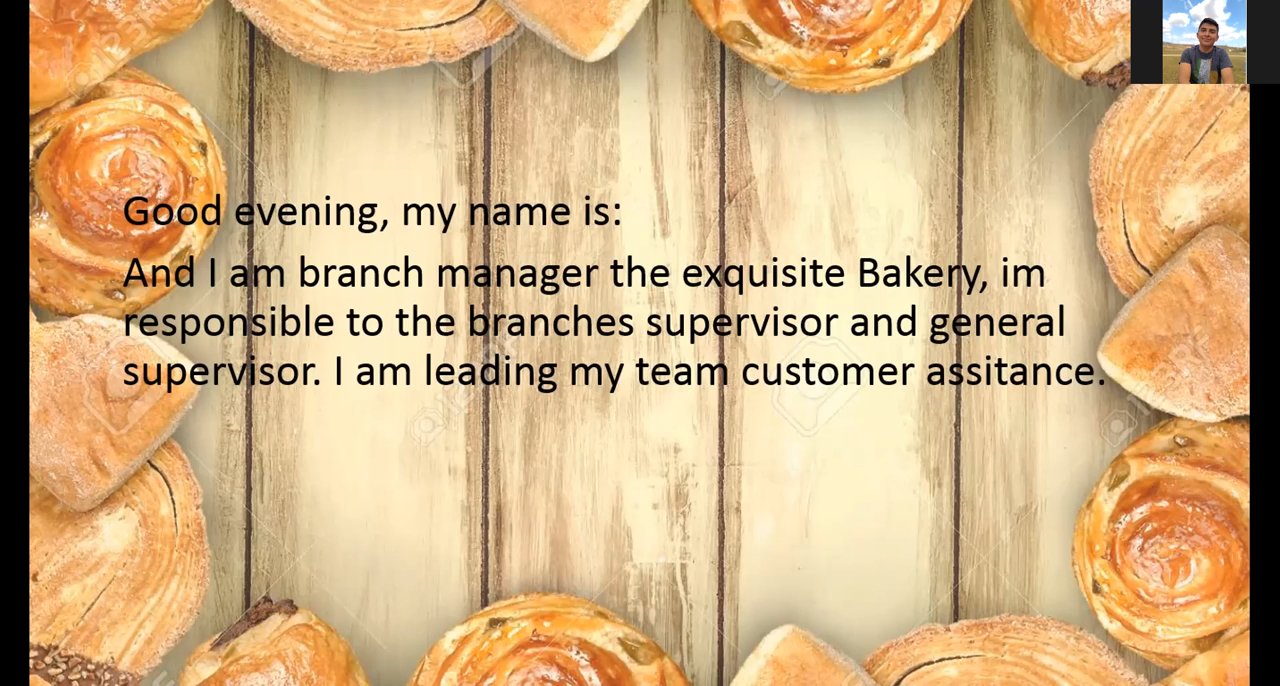 Good evening, my name is:
And I am branch manager the exquisite Bakery, im
responsible to the branches supervisor and general
supervisor. I am leading my team customer assitance.